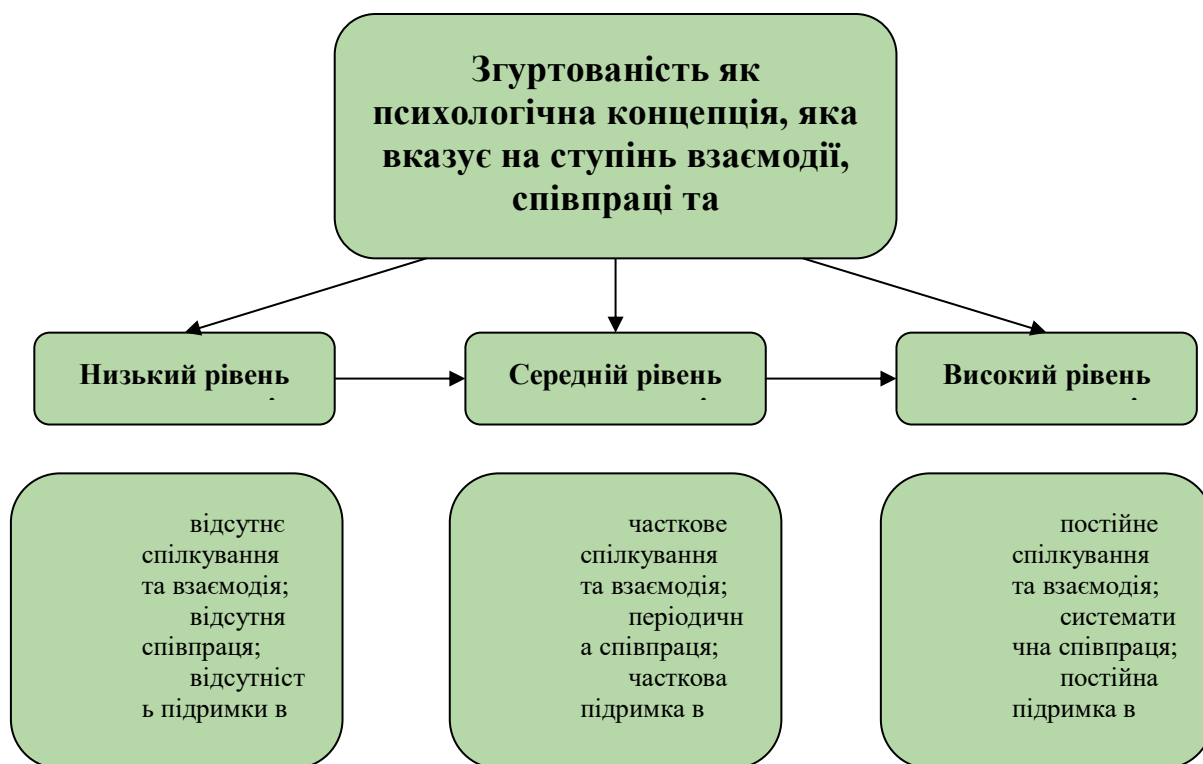 Згуртованість як
психологічна концепція, яка
вказує на ступінь взаємодії,
співпраці та
Низький рівень
Середній рівень
Високий рівень
відсутнє
спілкування
та взаємодія;
відсутня
співпраця;
відсутніст
ь підримки в
часткове
спілкування
та взаємодія;
періодичн
а співпраця;
часткова
підримка в
постійне
спілкування
та взаємодія;
системати
чна співпраця;
постійна
підримка в